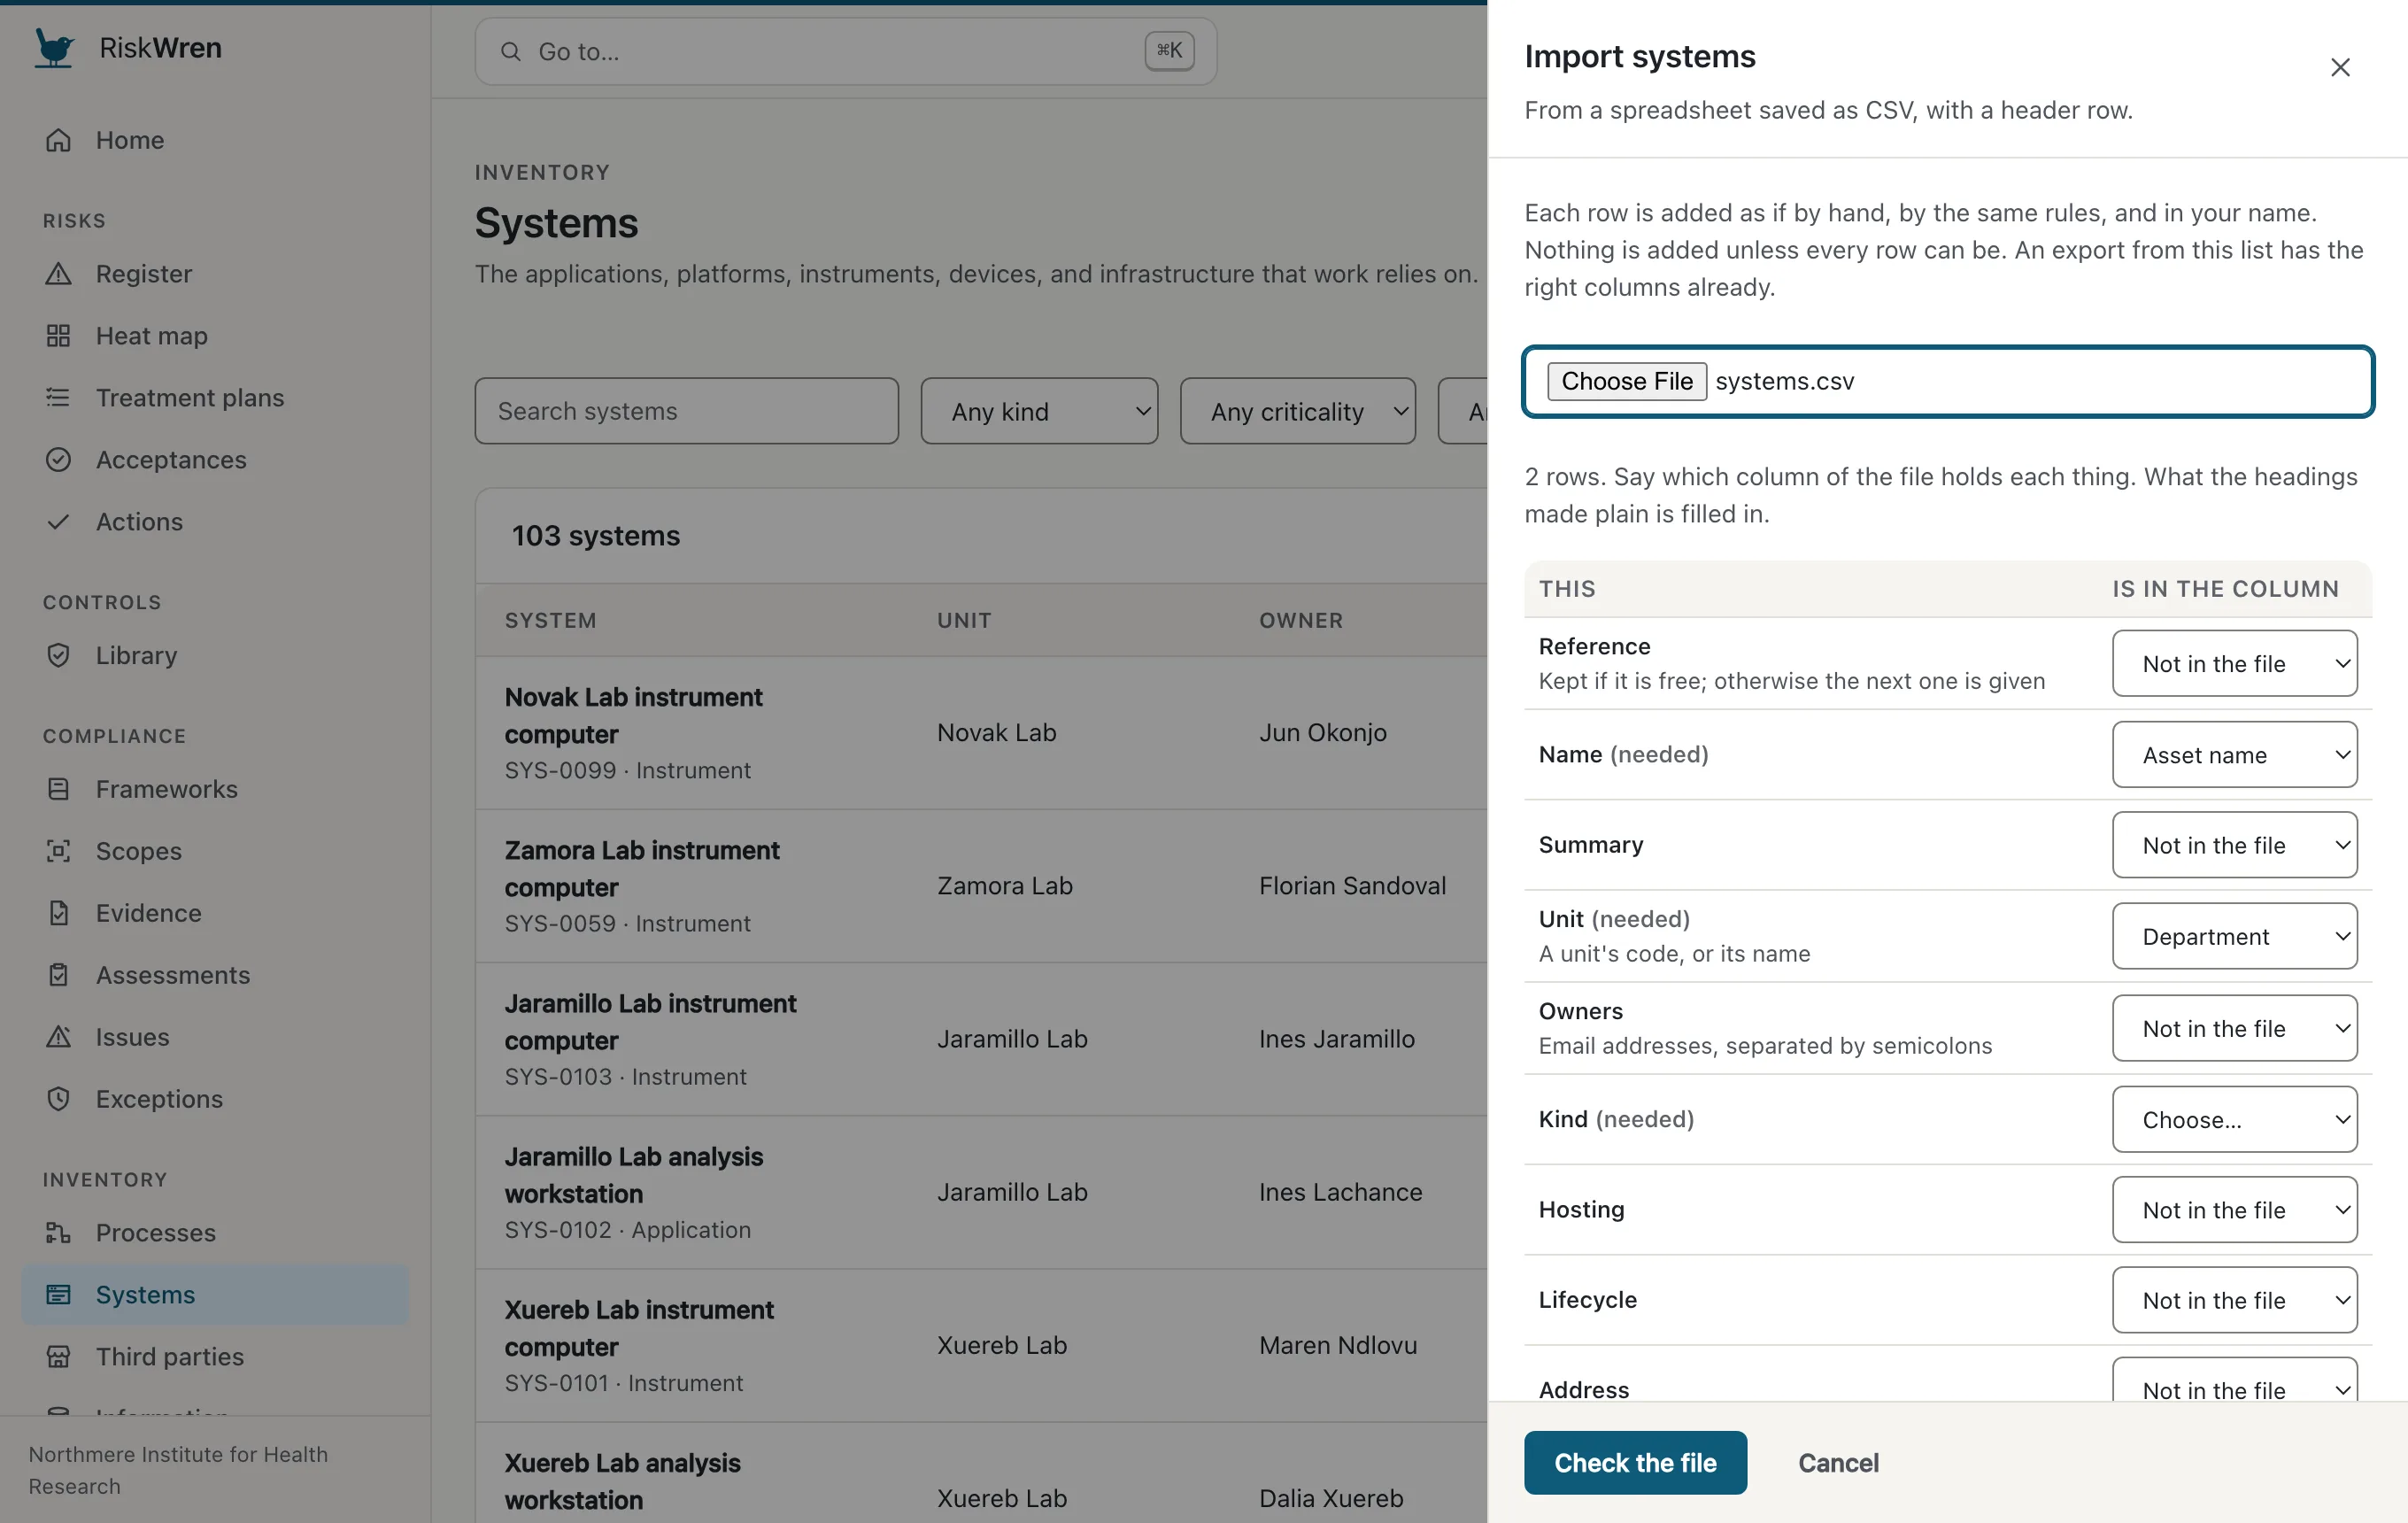 RiskWren
Home
RISKS
Register
Heat map
Treatment plans
Acceptances
Actions
CONTROLS
Library
COMPLIANCE
Frameworks
Scopes
Evidence
Assessments
Issues
Exceptions
INVENTORY
Processes
Systems
Third parties
Information
Northmere Institute for Health
Research
Go to...
⌘K
INVENTORY
Systems
The applications, platforms, instruments, devices, and infrastructure that work relies on.
Search systems
Any kind
Any criticality
103 systems
SYSTEM UNIT OWNER
Novak Lab instrument
computer
SYS-0099 · Instrument
Novak Lab
Jun Okonjo
Zamora Lab instrument
computer
SYS-0059 · Instrument
Zamora Lab
Florian Sandoval
Jaramillo Lab instrument
computer
SYS-0103 · Instrument
Jaramillo Lab
Ines Jaramillo
Jaramillo Lab analysis
workstation
SYS-0102 · Application
Jaramillo Lab
Ines Lachance
Xuereb Lab instrument
computer
SYS-0101 · Instrument
Xuereb Lab
Maren Ndlovu
Xuereb Lab analysis
workstation
Xuereb Lab
Dalia Xuereb
Import systems
From a spreadsheet saved as CSV, with a header row.
Each row is added as if by hand, by the same rules, and in your name.
Nothing is added unless every row can be. An export from this list has the
right columns already.
Choose File systems.csv
2 rows. Say which column of the file holds each thing. What the headings
made plain is filled in.
THIS IS IN THE COLUMN
Reference
Kept if it is free; otherwise the next one is given
Not in the file
Name (needed)
Asset name
Summary
Not in the file
Unit (needed)
A unit's code, or its name
Department
Owners
Email addresses, separated by semicolons
Not in the file
Kind (needed)
Choose...
Hosting
Not in the file
Lifecycle
Not in the file
Address
Not in the file
Check the file
Cancel